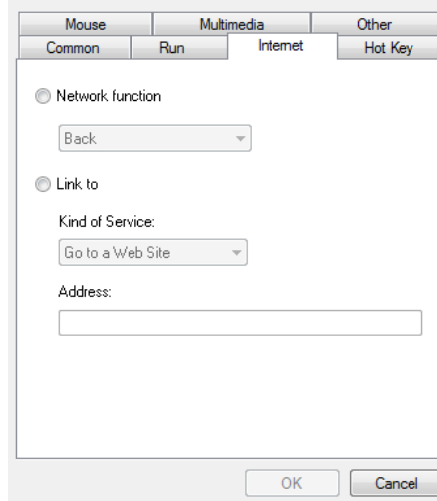 Mouse Multimedia Other
Common Run Internet Hot Key
Network function
Back
Link to
Kind of Service:
Go to a Web Site
Address:
OK Cancel